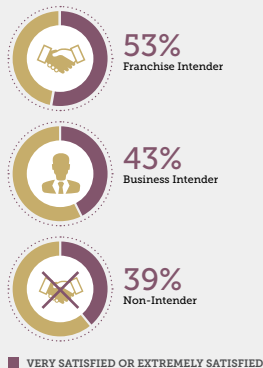 53%
Franchise Intender
43%
Business Intender
39%
Non-Intender
VERY SATISFIED OR EXTREMELY SATISFIED